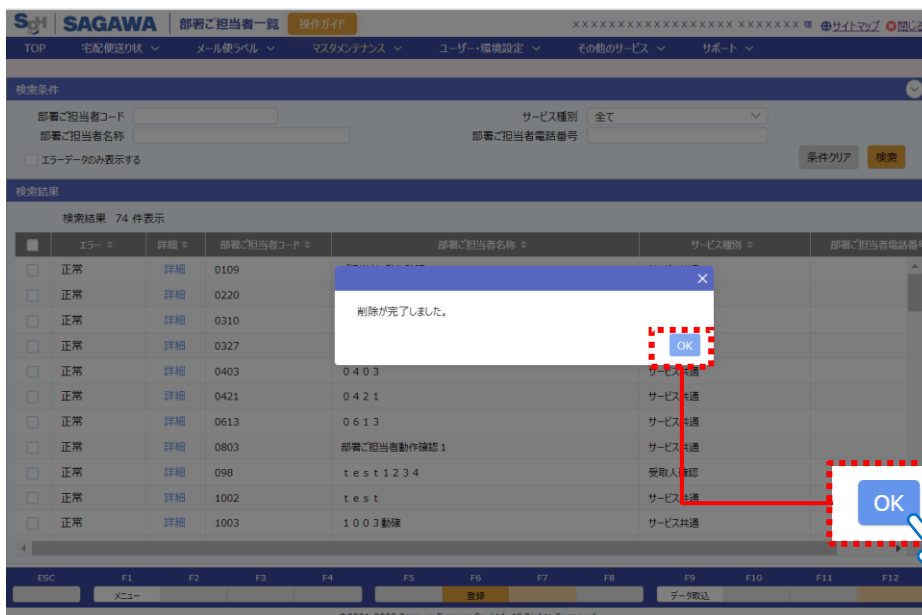 SGH SAGAWA 部署ご担当者一覧 操作ガイド XXXXXXXXXXXXXXXXXX XXXXXXX 様 サイトマップ 閉じる
TOP 宅配便送り状 メール便ラベル マスタメンテナンス ユーザー・環境設定 その他のサービス サポート
検索条件
部署ご担当者コード サービス種別 全て
部署ご担当者名称 部署ご担当者電話番号
エラーデータのみ表示する 条件クリア 検索
検索結果
検索結果 74 件表示
エラー 詳細 部署ご担当者コード 部署ご担当者名称 サービス種別 部署ご担当者電話番
正常 詳細 0109
正常 詳細 0220
正常 詳細 0310
正常 詳細 0327
削除が完了しました。
OK
正常 詳細 0403 0403 サービス共通
正常 詳細 0421 0421 サービス共通
正常 詳細 0613 0613 サービス共通
正常 詳細 0803 部署ご担当者動作確認1 サービス共通
正常 詳細 098 test1234 受取人確認
正常 詳細 1002 test サービス共通
正常 詳細 1003 1003動確 サービス共通
OK
ESC F1 F2 F3 F4 F5 F6 F7 F8 F9 F10 F11 F12
メニュー 登録 データ取込